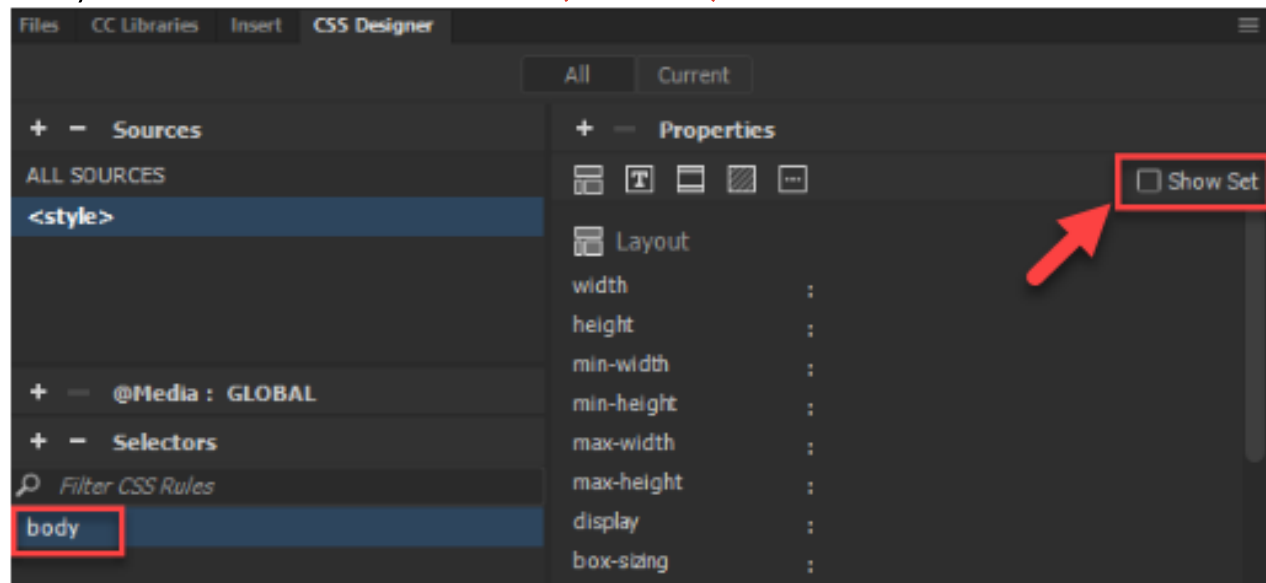 Files CC Libraries Insert CSS Designer
All Current
+ - Sources
ALL SOURCES
<style>
+ - @Media : GLOBAL
+ - Selectors
Filter CSS Rules
body
+ - Properties
T
Show Set
Layout
width :
height :
min-width :
min-height :
max-width :
max-height :
display :
box-sizing :